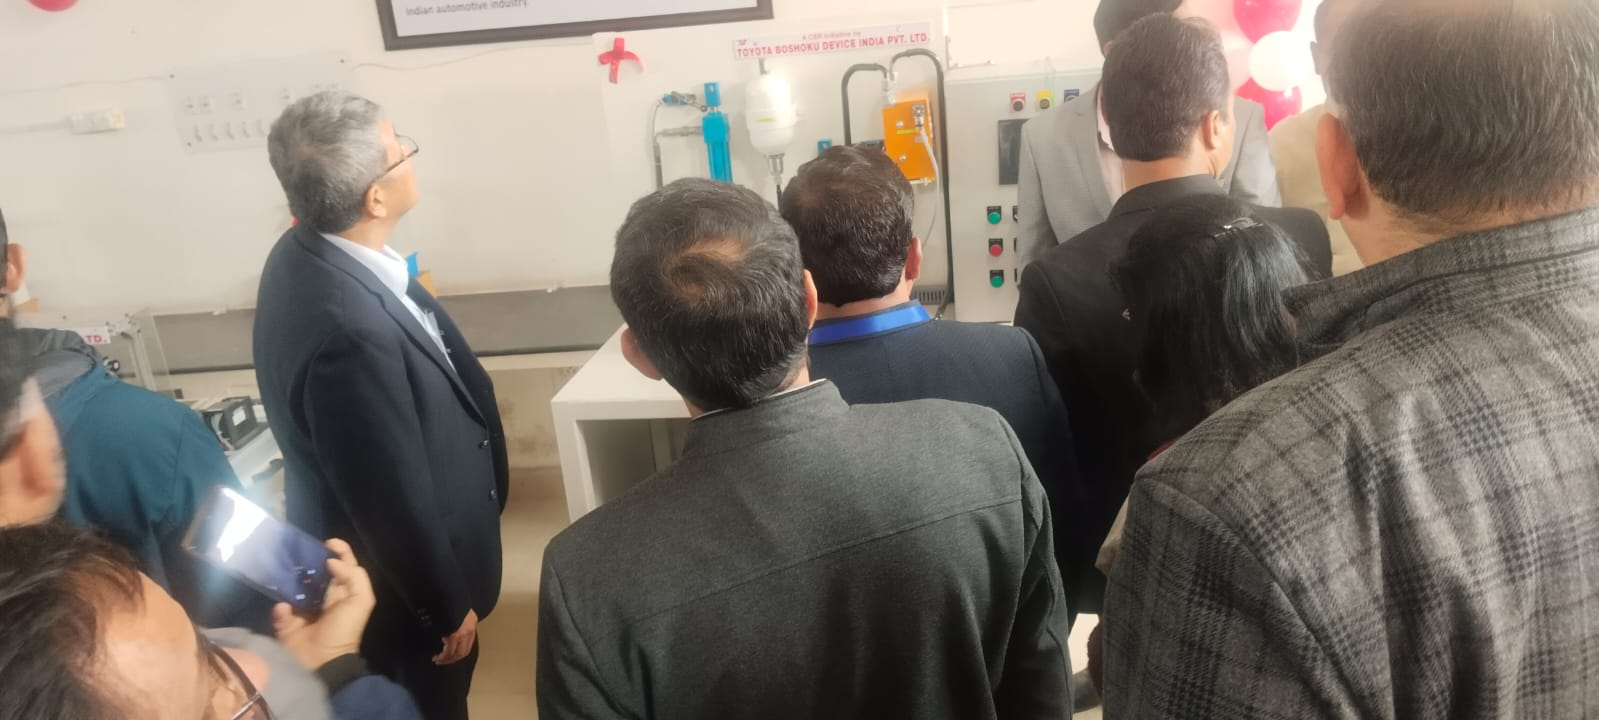 Indian automotive industry.
A CSR Initiative by
TOYOTA BOSHOKU DEVICE INDIA PVT. LTD.
LTD.